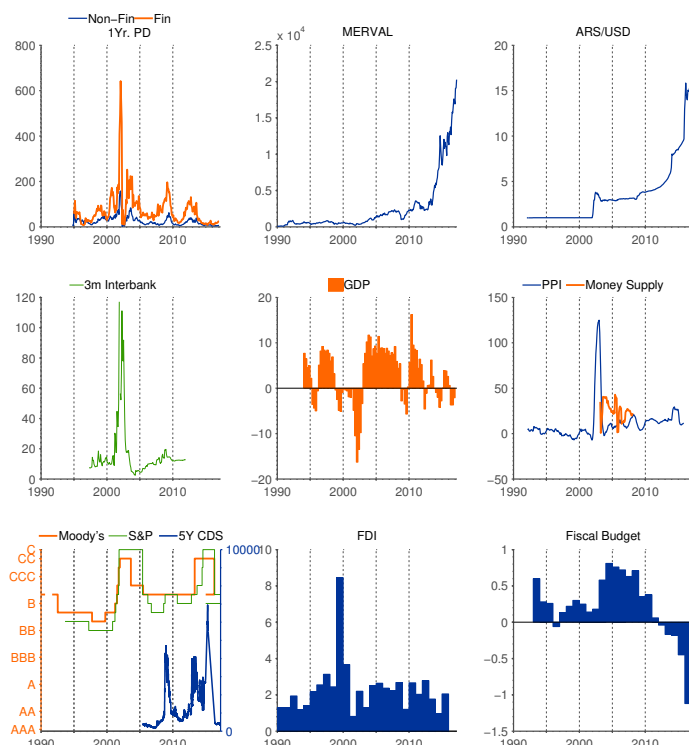 Non-Fin Fin
1Yr. PD
800
600
400
200
0
1990 2000 2010
MERVAL
2.5 x 10^4
2
1.5
1
0.5
0
1990 2000 2010
ARS/USD
20
15
10
5
0
1990 2000 2010
3m Interbank
120
100
80
60
40
20
0
1990 2000 2010
GDP
20
10
0
−10
−20
1990 2000 2010
PPI Money Supply
150
100
50
0
−50
1990 2000 2010
Moody's S&P 5Y CDS
C
CC
CCC
B
BB
BBB
A
AA
AAA
10000
0
1990 2000 2010
FDI
10
8
6
4
2
0
1990 2000 2010
Fiscal Budget
1
0.5
0
−0.5
−1
−1.5
1990 2000 2010